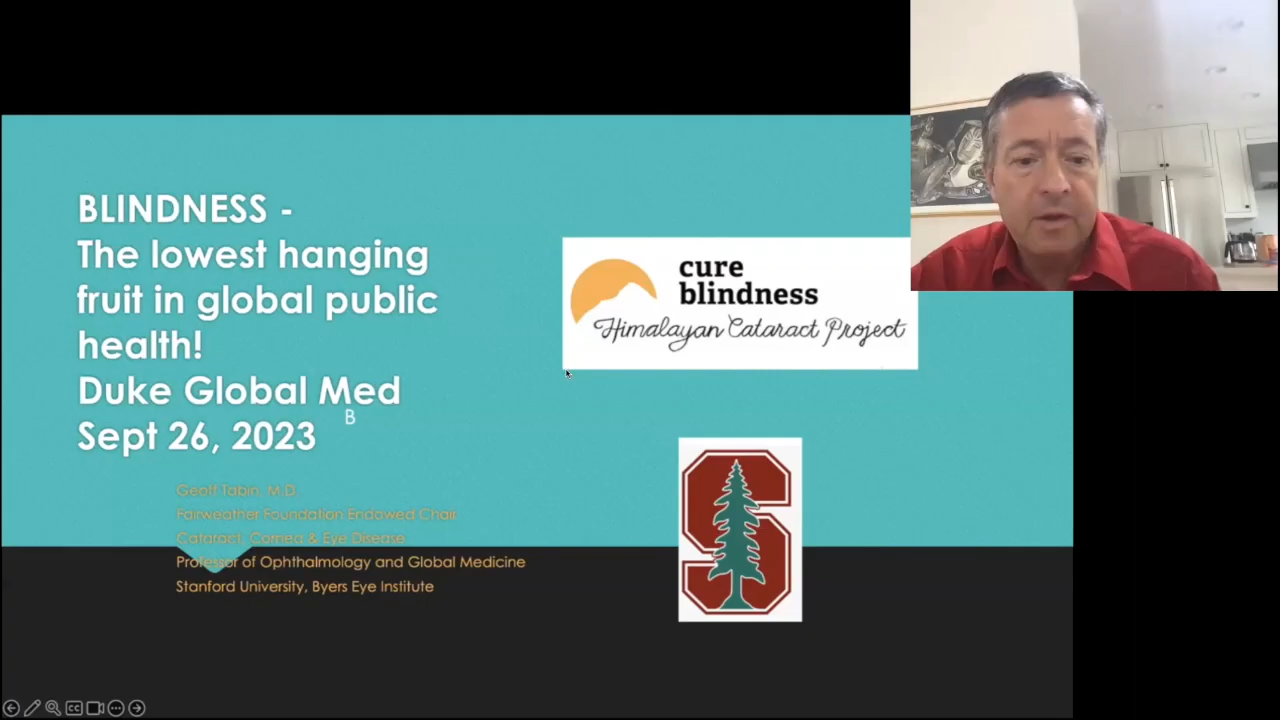 BLINDNESS -
The lowest hanging
fruit in global public
health!
Duke Global Med
B
Sept 26, 2023
Geoff Tabin, M.D.
Fairweather Foundation Endowed Chair
Cataract, Cornea & Eye Disease
Professor of Ophthalmology and Global Medicine
Stanford University, Byers Eye Institute
cure
blindness
Himalayan Cataract Project
S
CC